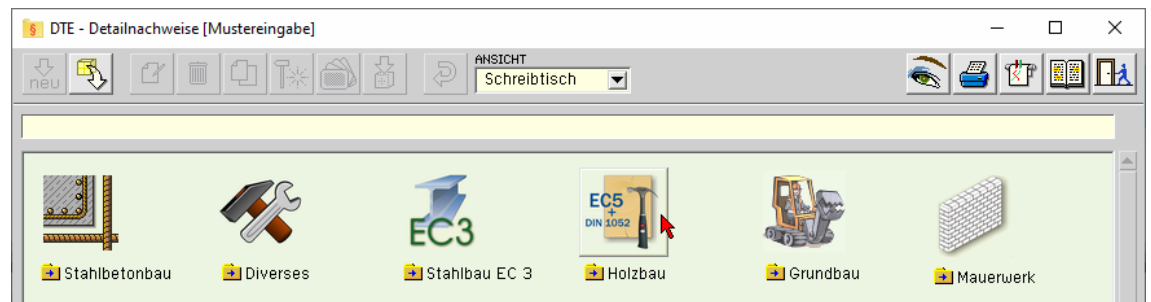 DTE - Detailnachweise [Mustereingabe]
neu
ANSICHT
Schreibtisch
EC5
+
DIN 1052
EC3
Stahlbetonbau
Diverses
Stahlbau EC 3
Holzbau
Grundbau
Mauerwerk